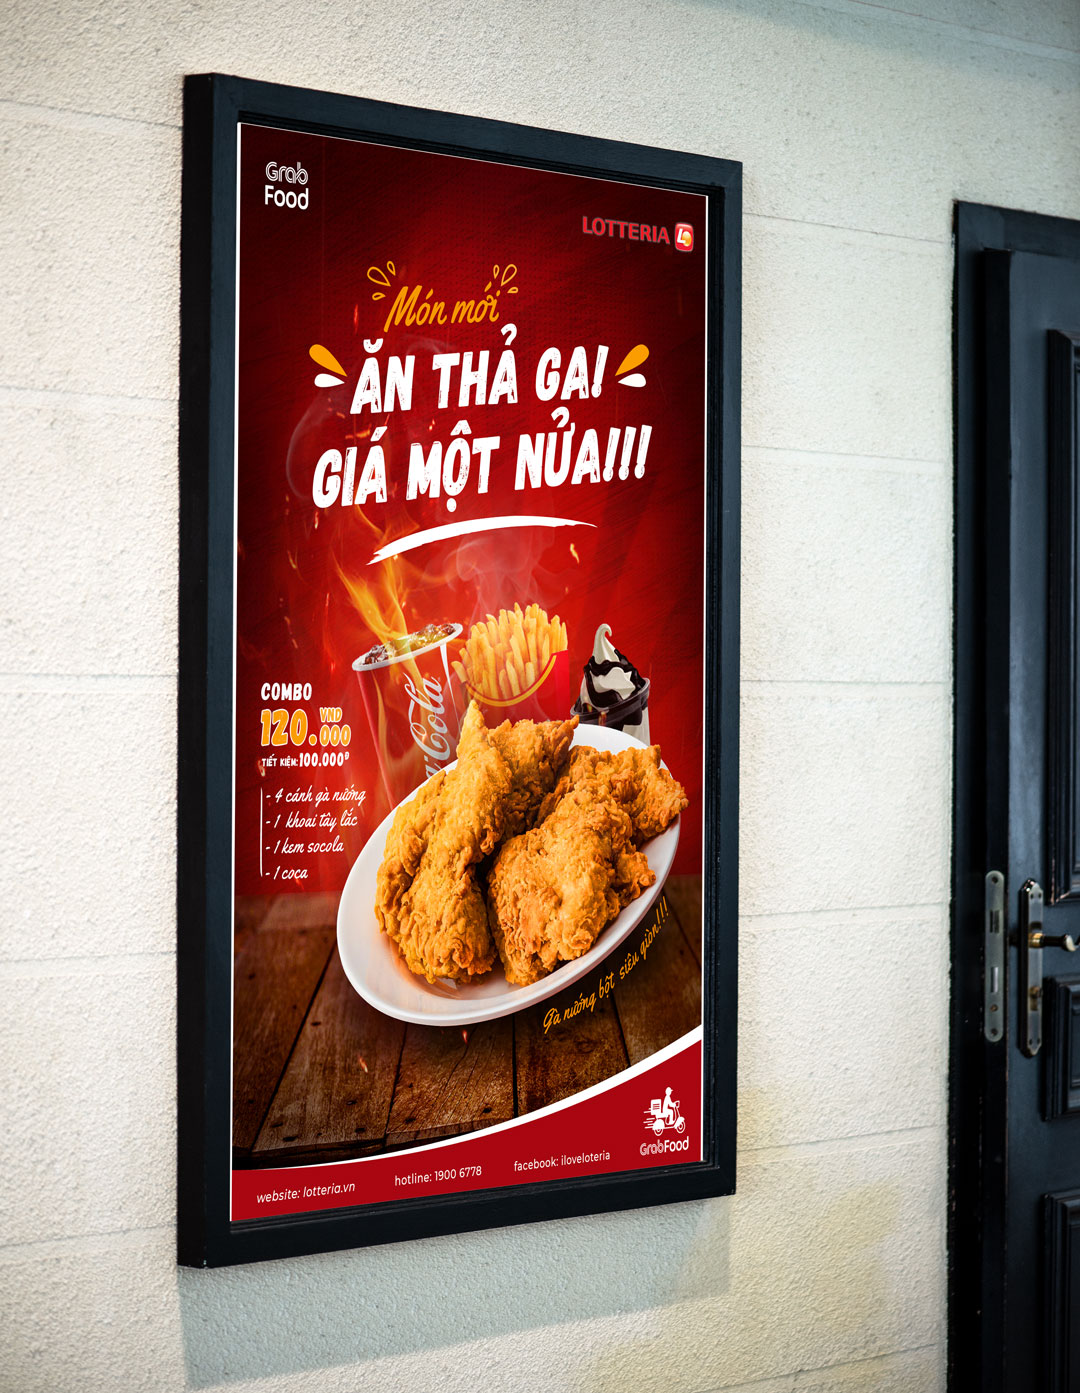 Grab
Food
LOTTERIA
Món mới
ĂN THẢ GA!
GIÁ MỘT NỬA!!!
COMBO
120.000 VND
TIẾT KIỆM: 100.000Đ
- 4 cánh gà nướng
- 1 khoai tây lắc
- 1 kem socola
- 1 coca
Cola
Gà nướng bột siêu giòn!!!
GrabFood
website: lotteria.vn
hotline: 1900 6778
facebook: iloveloteria